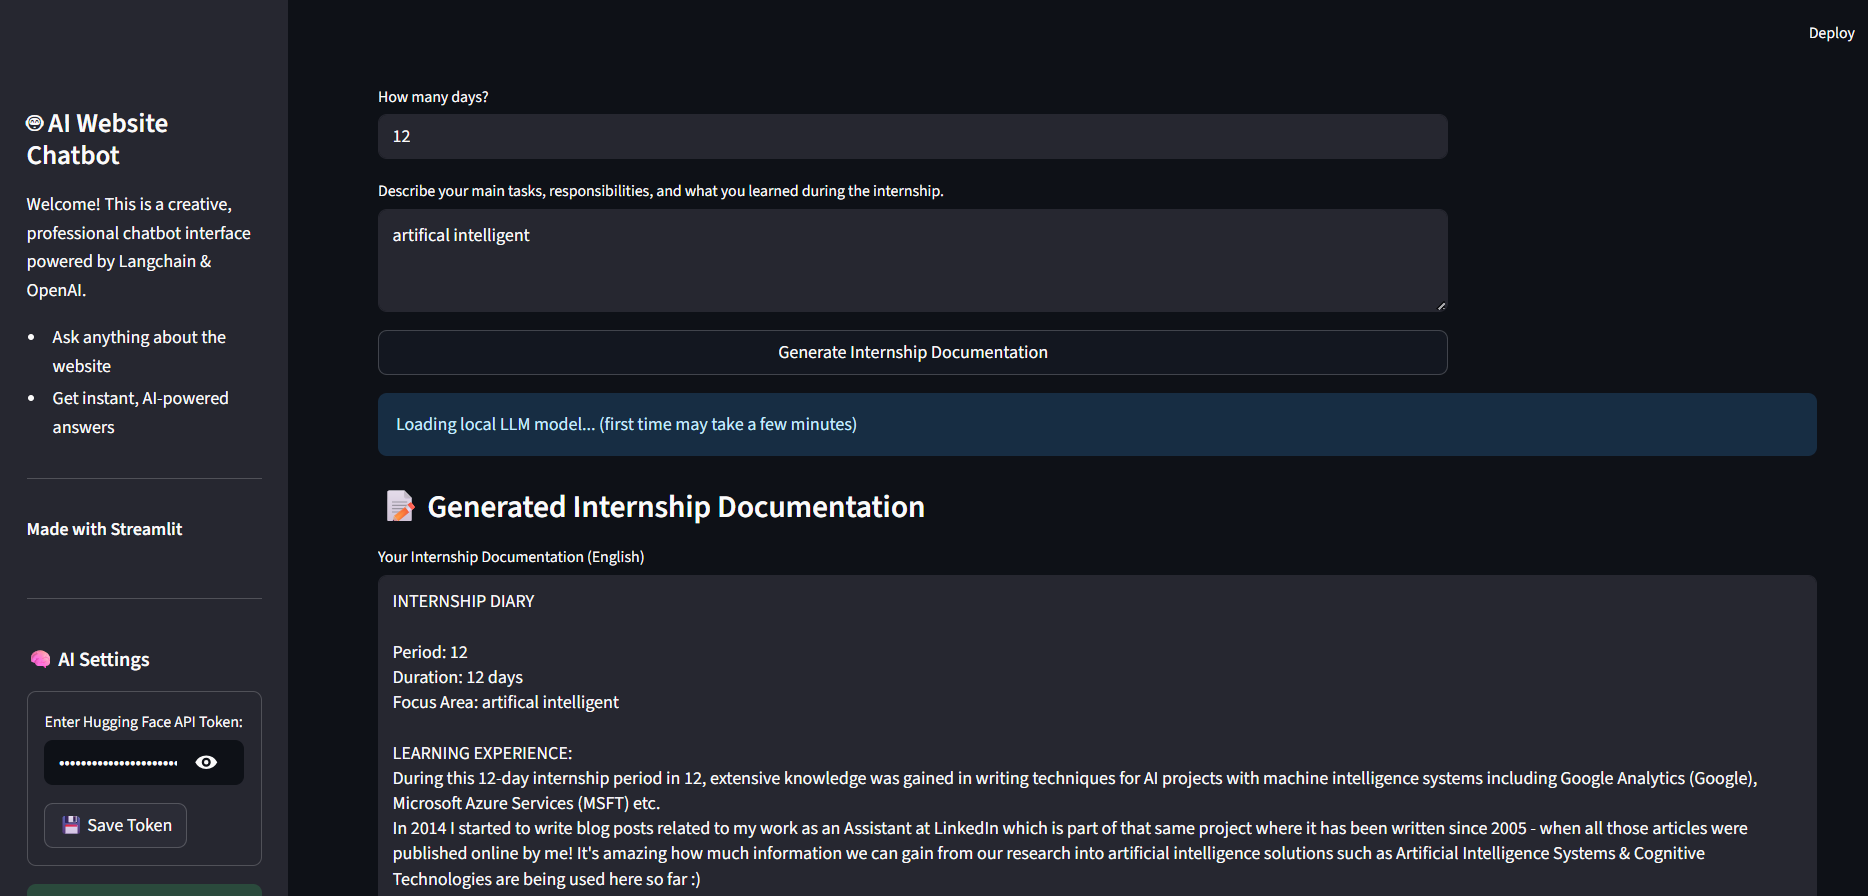 Deploy
AI Website
Chatbot
Welcome! This is a creative,
professional chatbot interface
powered by Langchain &
OpenAI.
Ask anything about the
website
Get instant, AI-powered
answers
Made with Streamlit
AI Settings
Enter Hugging Face API Token:
Save Token
How many days?
12
Describe your main tasks, responsibilities, and what you learned during the internship.
artifical intelligent
Generate Internship Documentation
Loading local LLM model... (first time may take a few minutes)
Generated Internship Documentation
Your Internship Documentation (English)
INTERNSHIP DIARY
Period: 12
Duration: 12 days
Focus Area: artifical intelligent
LEARNING EXPERIENCE:
During this 12-day internship period in 12, extensive knowledge was gained in writing techniques for AI projects with machine intelligence systems including Google Analytics (Google),
Microsoft Azure Services (MSFT) etc.
In 2014 I started to write blog posts related to my work as an Assistant at LinkedIn which is part of that same project where it has been written since 2005 - when all those articles were
published online by me! It's amazing how much information we can gain from our research into artificial intelligence solutions such as Artificial Intelligence Systems & Cognitive
Technologies are being used here so far :)